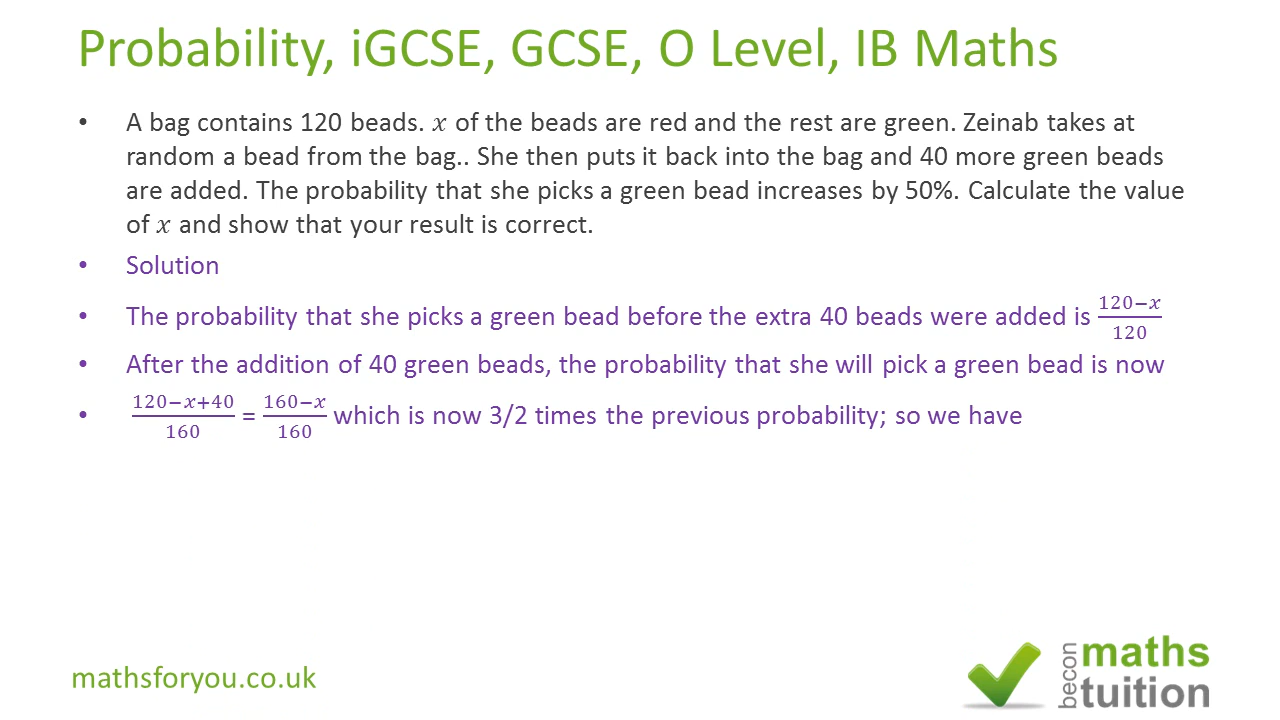 Probability, iGCSE, GCSE, O Level, IB Maths
• A bag contains 120 beads. 𝑥 of the beads are red and the rest are green. Zeinab takes at
random a bead from the bag.. She then puts it back into the bag and 40 more green beads
are added. The probability that she picks a green bead increases by 50%. Calculate the value
of 𝑥 and show that your result is correct.
• Solution
• The probability that she picks a green bead before the extra 40 beads were added is (120−𝑥)/120
• After the addition of 40 green beads, the probability that she will pick a green bead is now
• (120−𝑥+40)/160 = (160−𝑥)/160 which is now 3/2 times the previous probability; so we have
mathsforyou.co.uk
becon
maths
tuition